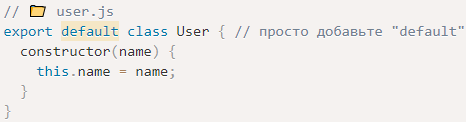 // 📁 user.js
export default class User { // просто добавьте "default"
  constructor(name) {
    this.name = name;
  }
}